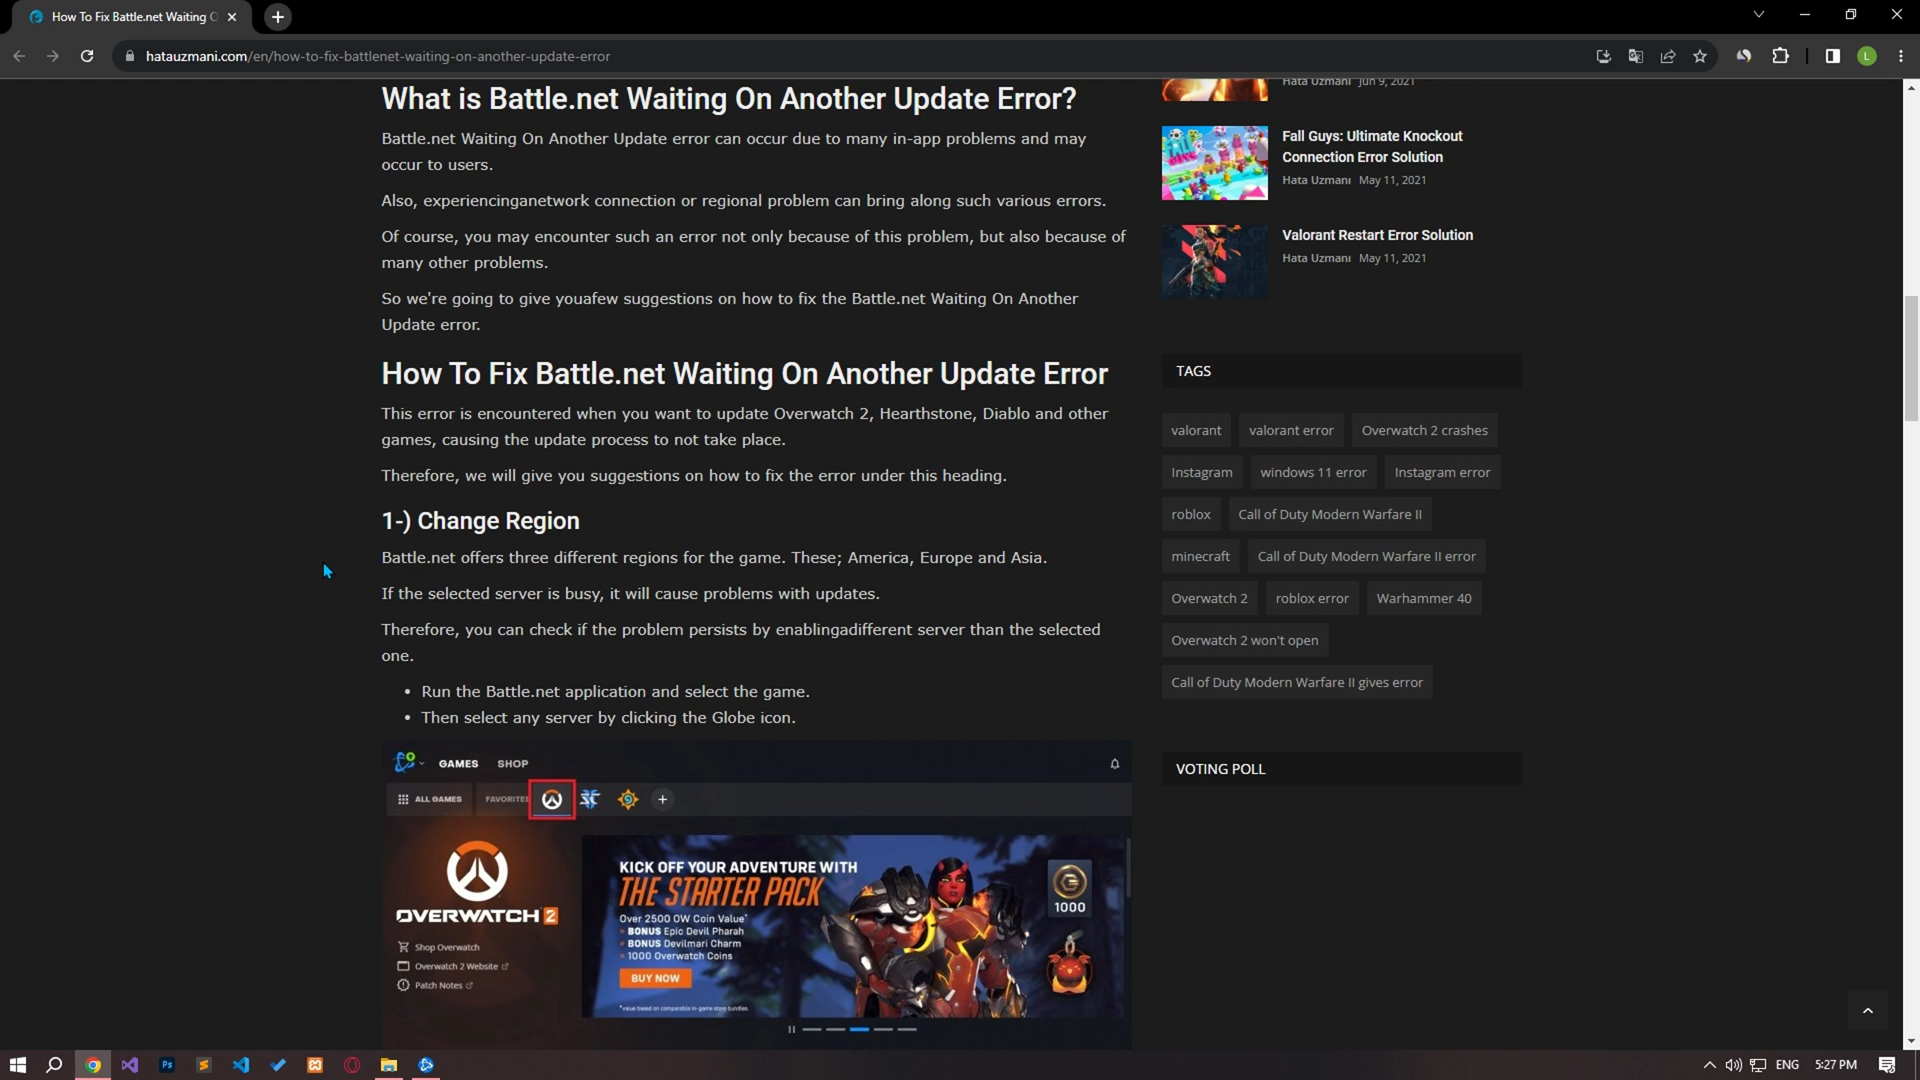 How To Fix Battle.net Waiting O
hatauzmani.com/en/how-to-fix-battlenet-waiting-on-another-update-error
L
What is Battle.net Waiting On Another Update Error?
Battle.net Waiting On Another Update error can occur due to many in-app problems and may
occur to users.
Also, experiencinganetwork connection or regional problem can bring along such various errors.
Of course, you may encounter such an error not only because of this problem, but also because of
many other problems.
So we're going to give youafew suggestions on how to fix the Battle.net Waiting On Another
Update error.
How To Fix Battle.net Waiting On Another Update Error
This error is encountered when you want to update Overwatch 2, Hearthstone, Diablo and other
games, causing the update process to not take place.
Therefore, we will give you suggestions on how to fix the error under this heading.
1-) Change Region
Battle.net offers three different regions for the game. These; America, Europe and Asia.
If the selected server is busy, it will cause problems with updates.
Therefore, you can check if the problem persists by enablingadifferent server than the selected
one.
• Run the Battle.net application and select the game.
• Then select any server by clicking the Globe icon.
GAMES SHOP
ALL GAMES FAVORITES
OVERWATCH 2
Shop Overwatch
Overwatch 2 Website
Patch Notes
KICK OFF YOUR ADVENTURE WITH
THE STARTER PACK
Over 2500 OW Coin Value*
BONUS Epic Devil Pharah
BONUS Devilmari Charm
1000 Overwatch Coins
BUY NOW
*value based on comparable in-game store bundles.
1000
Hata Uzmanı Jun 9, 2021
Fall Guys: Ultimate Knockout
Connection Error Solution
Hata Uzmanı May 11, 2021
Valorant Restart Error Solution
Hata Uzmanı May 11, 2021
TAGS
valorant valorant error Overwatch 2 crashes
Instagram windows 11 error Instagram error
roblox Call of Duty Modern Warfare II
minecraft Call of Duty Modern Warfare II error
Overwatch 2 roblox error Warhammer 40
Overwatch 2 won't open
Call of Duty Modern Warfare II gives error
VOTING POLL
Ps
ENG 5:27 PM